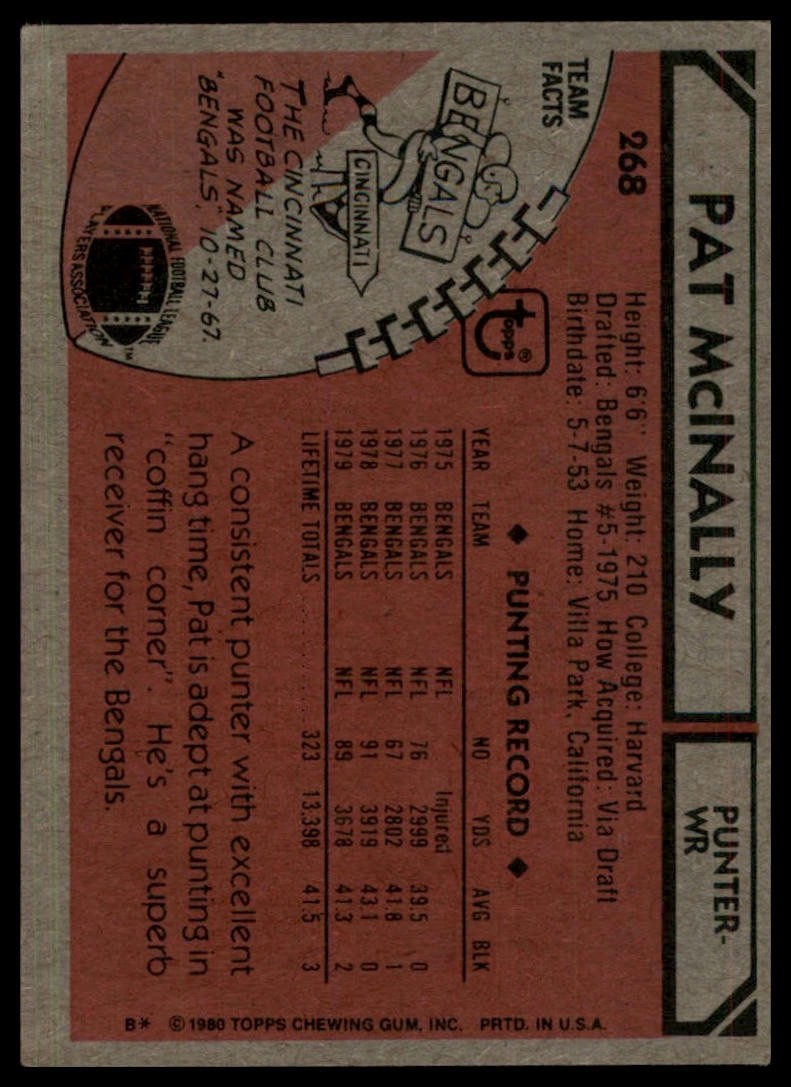 PAT McINALLY
PUNTER-
WR
268
Height: 6'6" Weight: 210 College: Harvard
Drafted: Bengals #5-1975 How Acquired: Via Draft
Birthdate: 5-7-53 Home: Villa Park, California
TEAM
FACTS
BENGALS
CINCINNATI
THE CINCINNATI
FOOTBALL CLUB
WAS NAMED
"BENGALS," 10-27-67.
NATIONAL FOOTBALL LEAGUE
PLAYERS ASSOCIATION™
topps®
◆ PUNTING RECORD ◆
YEAR TEAM NO YDS AVG BLK
1975 BENGALS NFL Injured
1976 BENGALS NFL 76 2999 39.5 0
1977 BENGALS NFL 67 2802 41.8 1
1978 BENGALS NFL 91 3919 43.1 0
1979 BENGALS NFL 89 3678 41.3 2
LIFETIME TOTALS 323 13,398 41.5 3
A consistent punter with excellent
hang time, Pat is adept at punting in
"coffin corner". He's a superb
receiver for the Bengals.
B* ©1980 TOPPS CHEWING GUM, INC. PRTD. IN U.S.A.